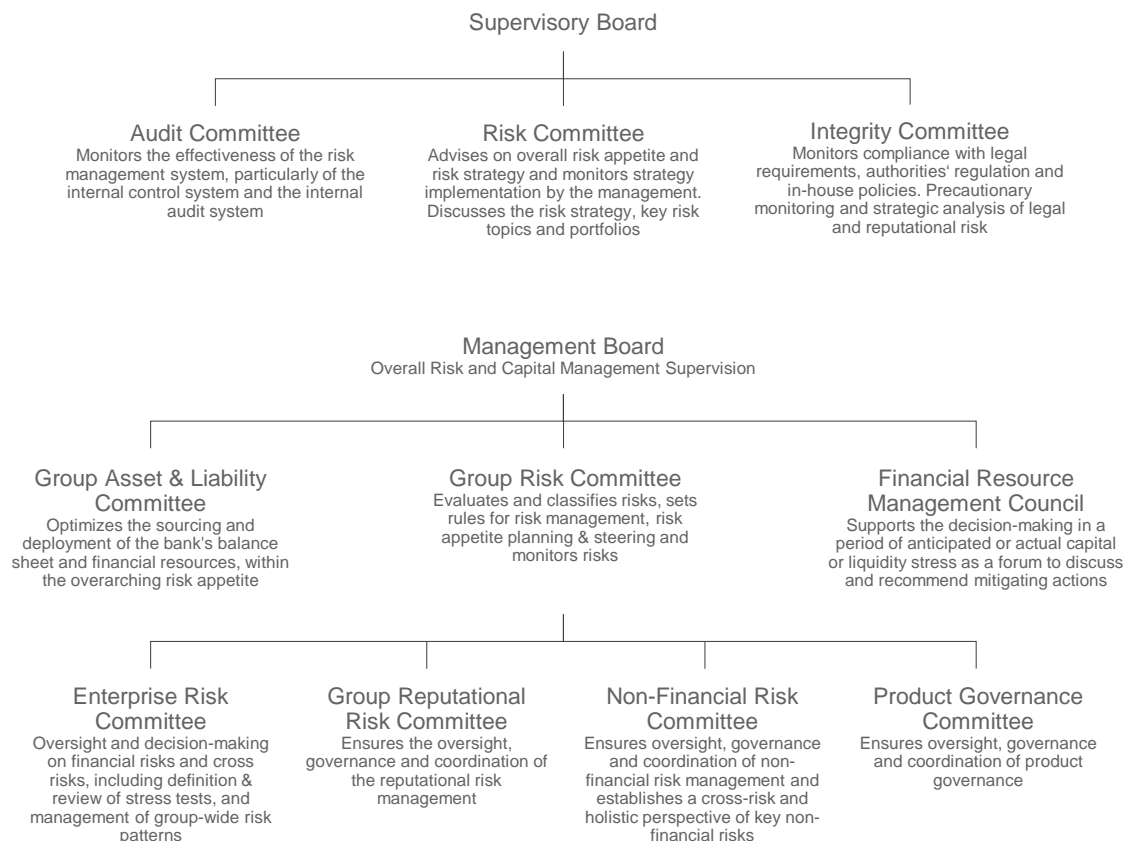 Supervisory Board
Audit Committee
Monitors the effectiveness of the risk
management system, particularly of the
internal control system and the internal
audit system
Risk Committee
Advises on overall risk appetite and
risk strategy and monitors strategy
implementation by the management.
Discusses the risk strategy, key risk
topics and portfolios
Integrity Committee
Monitors compliance with legal
requirements, authorities‘ regulation and
in-house policies. Precautionary
monitoring and strategic analysis of legal
and reputational risk
Management Board
Overall Risk and Capital Management Supervision
Group Asset & Liability
Committee
Optimizes the sourcing and
deployment of the bank's balance
sheet and financial resources, within
the overarching risk appetite
Group Risk Committee
Evaluates and classifies risks, sets
rules for risk management, risk
appetite planning & steering and
monitors risks
Financial Resource
Management Council
Supports the decision-making in a
period of anticipated or actual capital
or liquidity stress as a forum to discuss
and recommend mitigating actions
Enterprise Risk
Committee
Oversight and decision-making
on financial risks and cross
risks, including definition &
review of stress tests, and
management of group-wide risk
patterns
Group Reputational
Risk Committee
Ensures the oversight,
governance and coordination of
the reputational risk
management
Non-Financial Risk
Committee
Ensures oversight, governance
and coordination of non-
financial risk management and
establishes a cross-risk and
holistic perspective of key non-
financial risks
Product Governance
Committee
Ensures oversight, governance
and coordination of product
governance